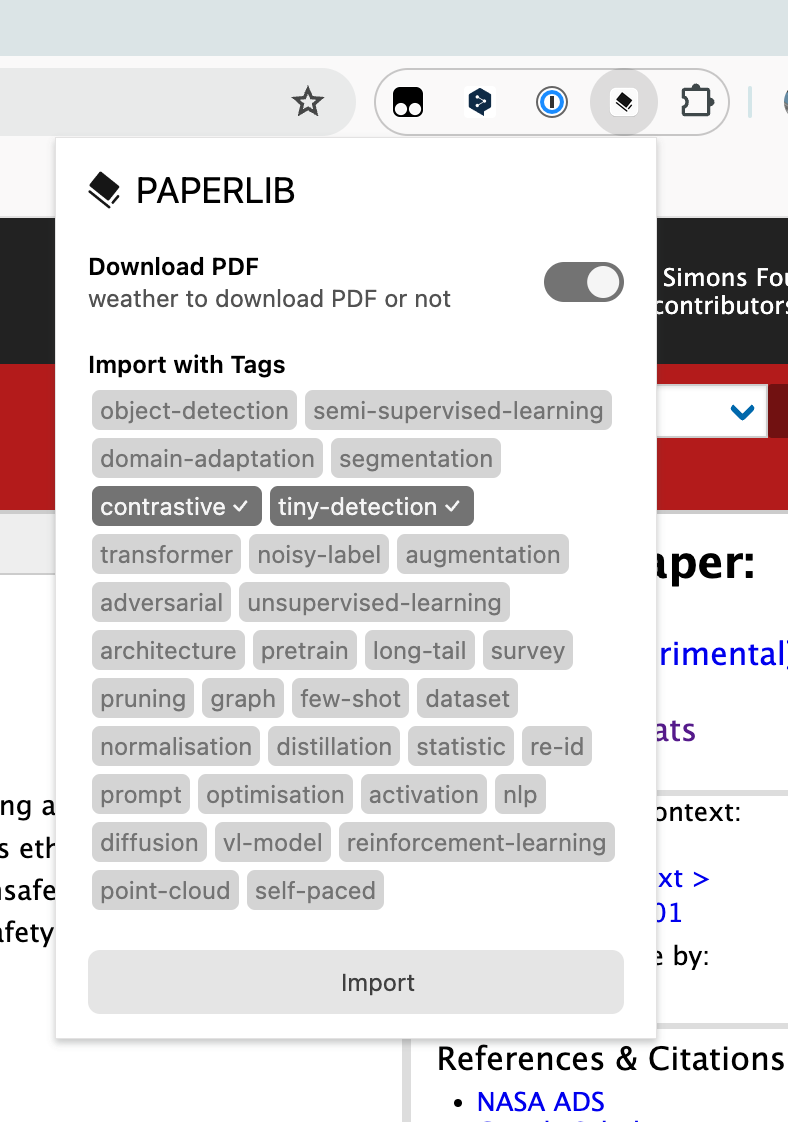 PAPERLIB
Download PDF
weather to download PDF or not
Simons Fou
contributors
Import with Tags
object-detection semi-supervised-learning
domain-adaptation segmentation
contrastive ✓ tiny-detection ✓
transformer noisy-label augmentation
adversarial unsupervised-learning
architecture pretrain long-tail survey
pruning graph few-shot dataset
normalisation distillation statistic re-id
prompt optimisation activation nlp
diffusion vl-model reinforcement-learning
point-cloud self-paced
Import
aper:
rimental)
ats
ng a
ontext:
s eth
nsafe
xt >
01
afety
e by:
References & Citations
• NASA ADS